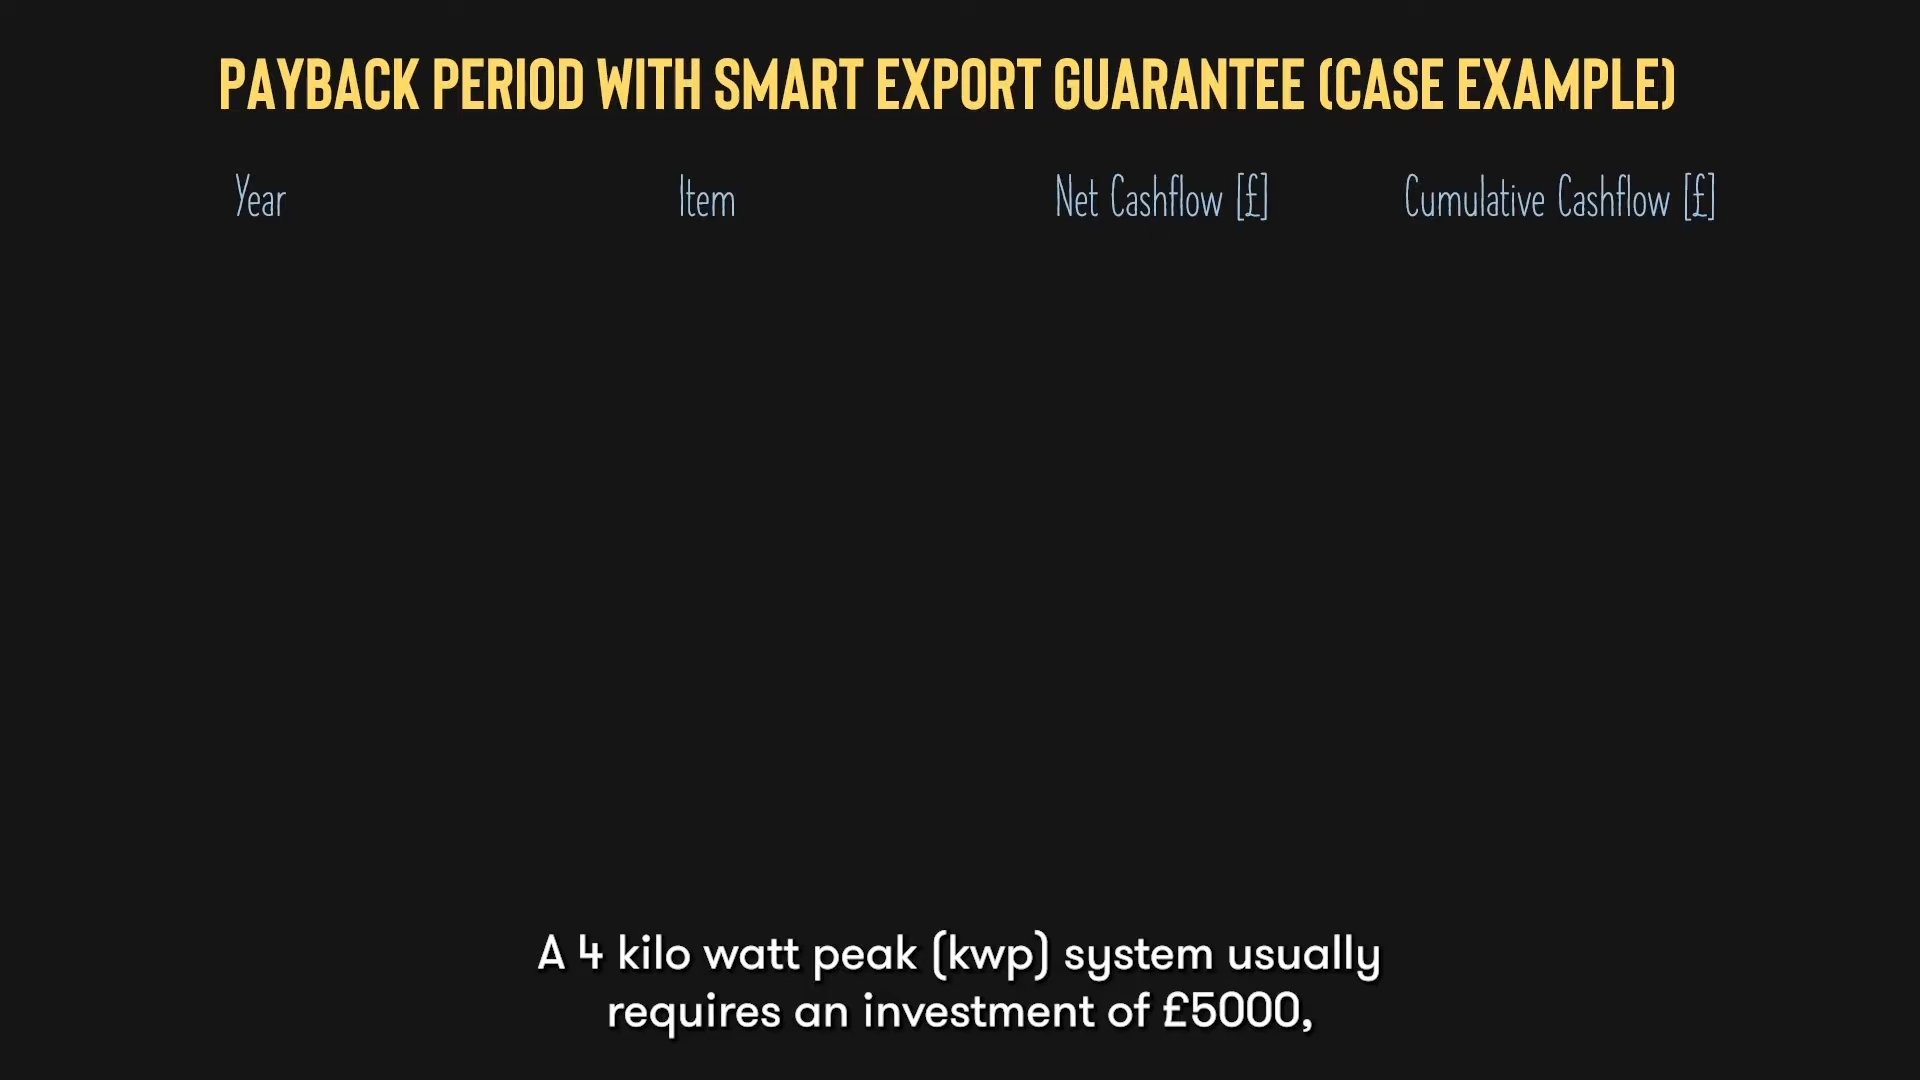 PAYBACK PERIOD WITH SMART EXPORT GUARANTEE (CASE EXAMPLE)
Year Item Net Cashflow [£] Cumulative Cashflow [£]
A 4 kilo watt peak (kwp) system usually
requires an investment of £5000,